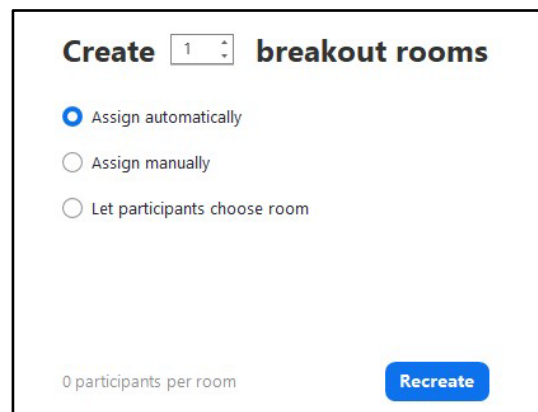 Create 1 breakout rooms
Assign automatically
Assign manually
Let participants choose room
0 participants per room Recreate